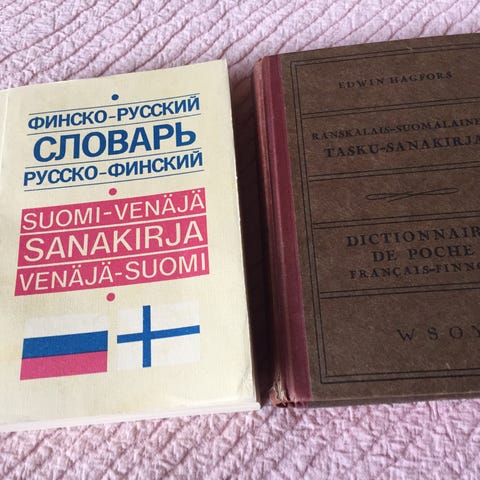 ФИНСКО-РУССКИЙ
СЛОВАРЬ
РУССКО-ФИНСКИЙ
SUOMI-VENÄJÄ
SANAKIRJA
VENÄJÄ-SUOMI
EDWIN HAGFORS
RANSKALAIS-SUOMALAINE
TASKU-SANAKIRJA
DICTIONNAIR
DE POCHE
FRANÇAIS-FINNO
WSOY